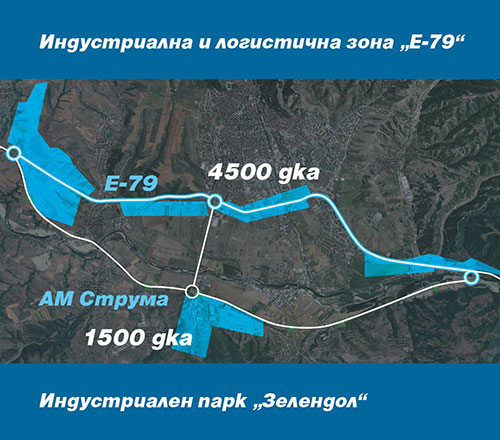 Индустриална и логистична зона „Е-79“
4500 gka
Е-79
АМ Струма
1500 gka
Индустриален парк „Зелендол“